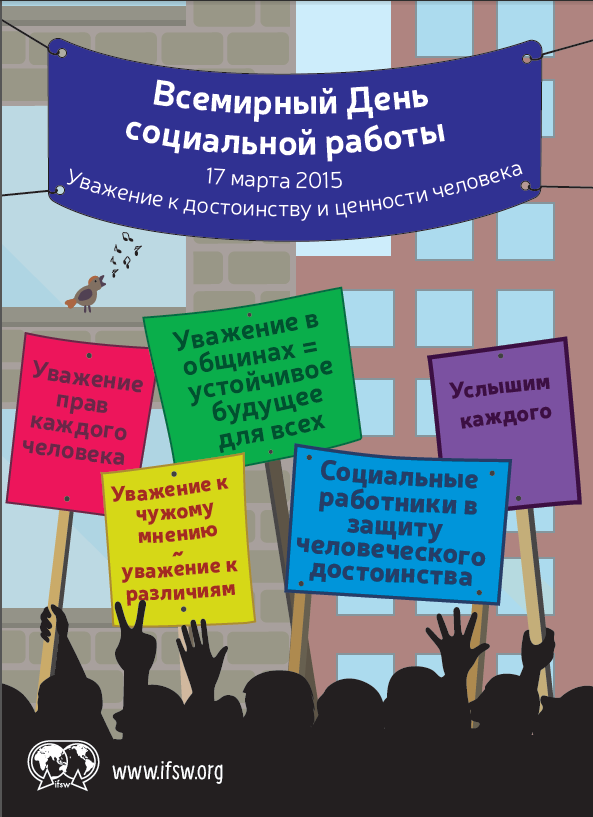 Всемирный День
социальной работы
17 марта 2015
Уважение к достоинству и ценности человека
Уважение
прав
каждого
человека
Уважение в
общинах =
устойчивое
будущее
для всех
Услышим
каждого
Уважение к
чужому
мнению
~
уважение к
различиям
Социальные
работники в
защиту
человеческого
достоинства
ifsw
www.ifsw.org